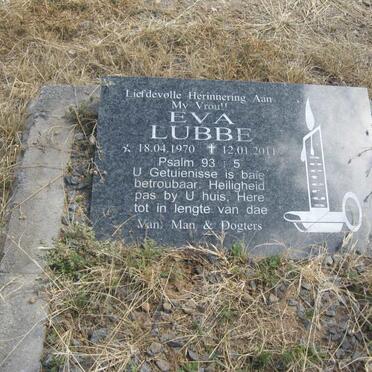 Liefdevolle Herinnering Aan
My Vrou!!
EVA
LUBBE
* 18.04.1970 ✝ 12.01.2011
Psalm 93 : 5
U Getuienisse is baie
betroubaar, Heiligheid
pas by U huis, Here
tot in lengte van dae
Van: Man & Dogters